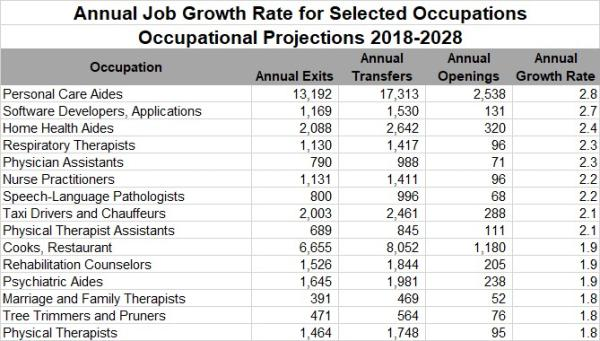 Annual Job Growth Rate for Selected Occupations
Occupational Projections 2018-2028
Occupation Annual Exits Annual Transfers Annual Openings Annual Growth Rate
Personal Care Aides 13,192 17,313 2,538 2.8
Software Developers, Applications 1,169 1,530 131 2.7
Home Health Aides 2,088 2,642 320 2.4
Respiratory Therapists 1,130 1,417 96 2.3
Physician Assistants 790 988 71 2.3
Nurse Practitioners 1,131 1,411 96 2.2
Speech-Language Pathologists 800 996 68 2.2
Taxi Drivers and Chauffeurs 2,003 2,461 288 2.1
Physical Therapist Assistants 689 845 111 2.1
Cooks, Restaurant 6,655 8,052 1,180 1.9
Rehabilitation Counselors 1,526 1,844 205 1.9
Psychiatric Aides 1,645 1,981 238 1.9
Marriage and Family Therapists 391 469 52 1.8
Tree Trimmers and Pruners 471 564 76 1.8
Physical Therapists 1,464 1,748 95 1.8